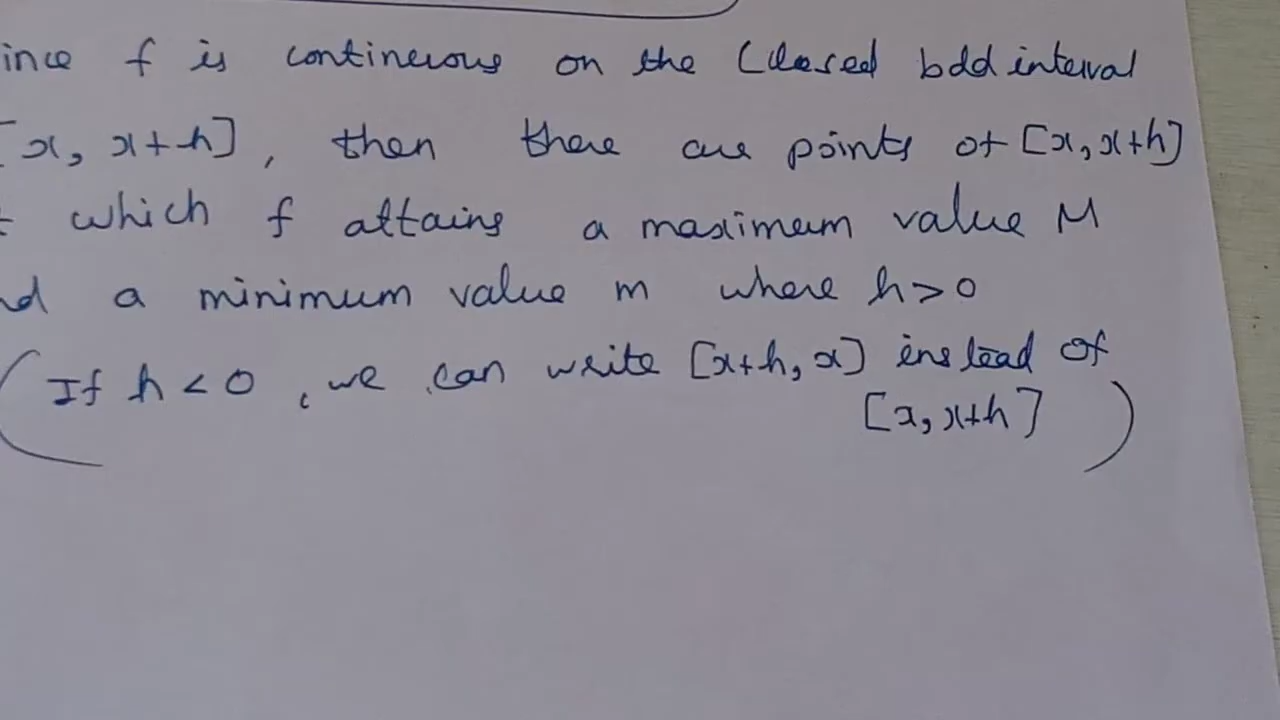 ince f is continuous on the closed bdd interval
[x, x+h], then there are points of [x, x+h]
t which f attains a maximum value M
nd a minimum value m where h>0
(If h<0, we can write [x+h, x] instead of
[x, x+h])